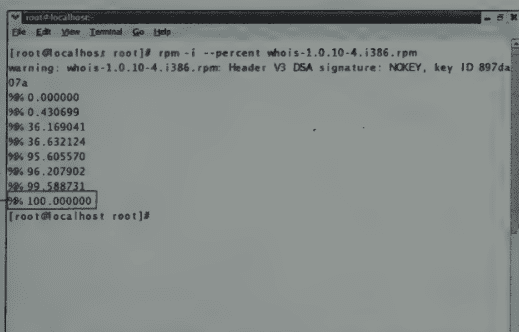 root@localhost:~
File Edit View Terminal Go Help
[root@localhost root]# rpm -i --percent whois-1.0.10-4.i386.rpm
warning: whois-1.0.10-4.i386.rpm: Header V3 DSA signature: NOKEY, key ID 897da
07a
%% 0.000000
%% 0.430699
%% 36.169041
%% 36.632124
%% 95.605570
%% 96.207902
%% 99.588731
%% 100.000000
[root@localhost root]#